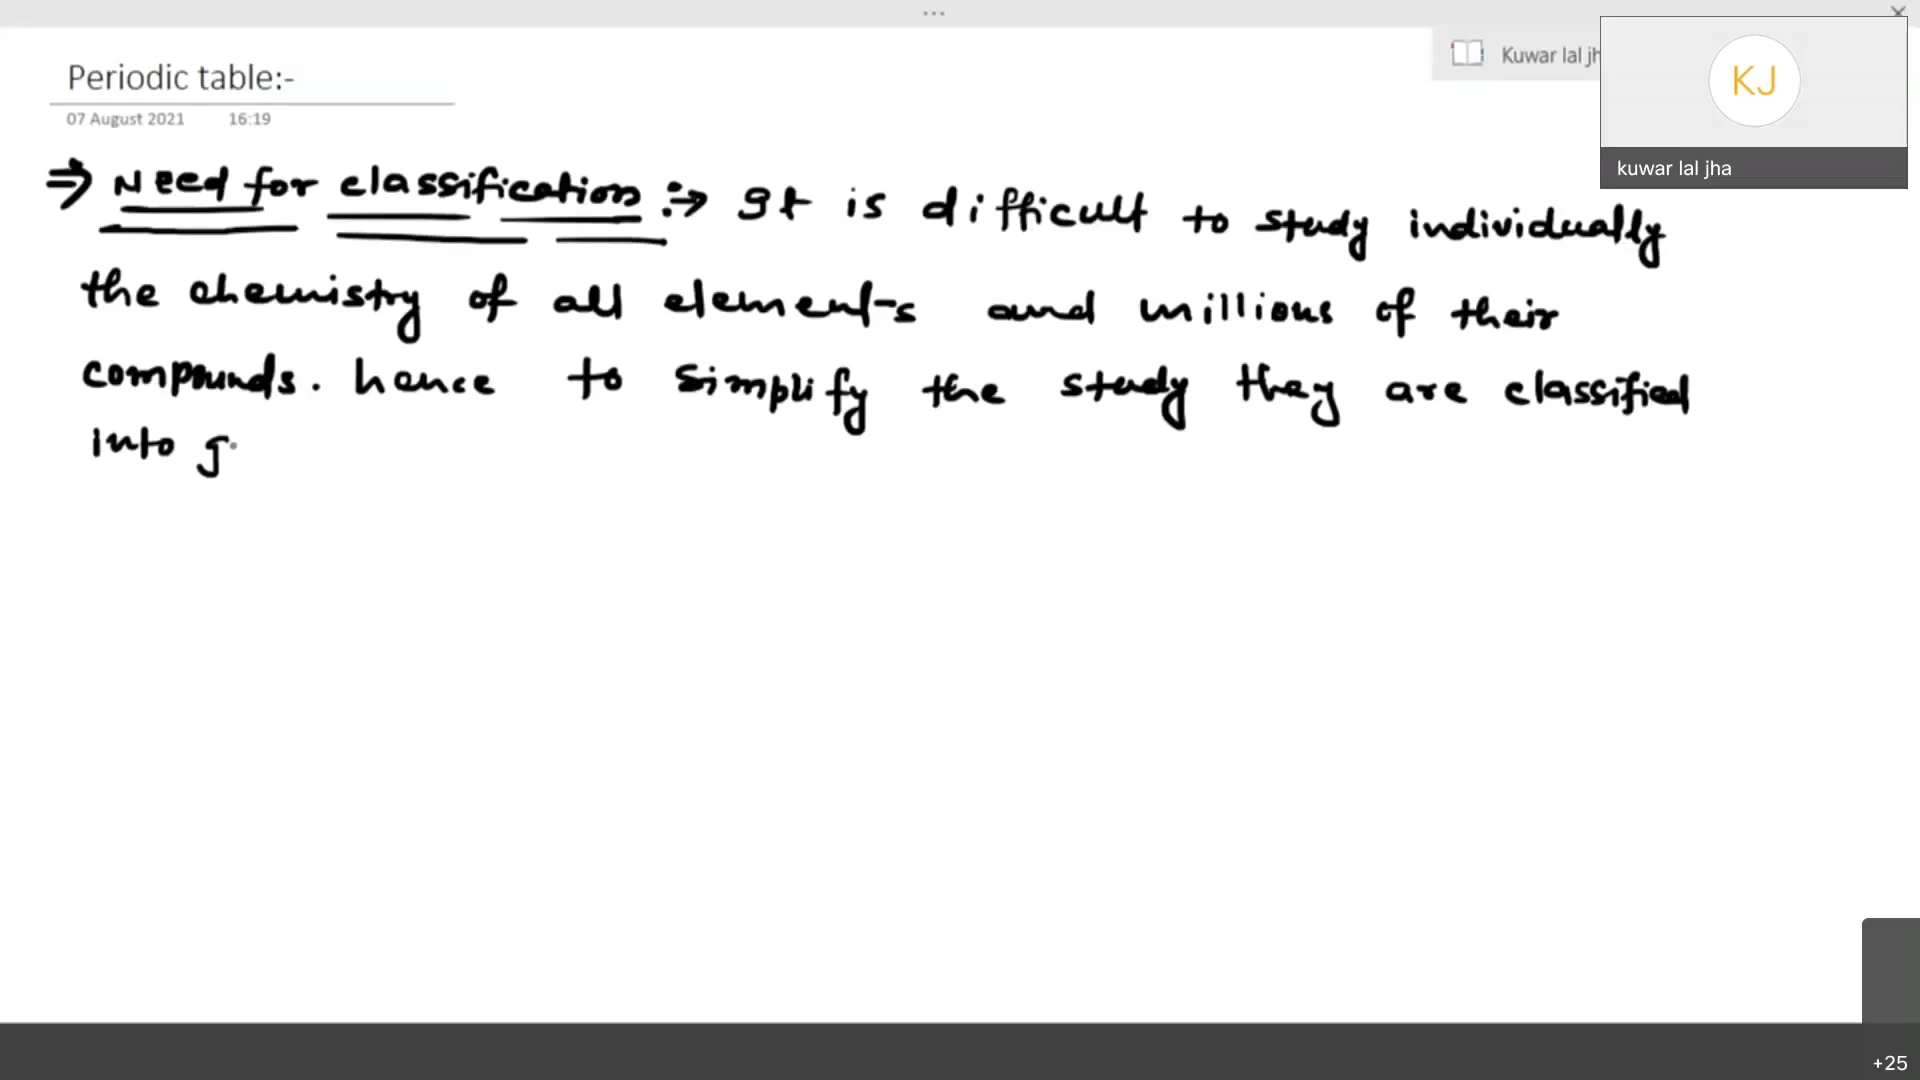 ...
Periodic table:-
Kuwar lal jh
KJ
07 August 2021 16:19
kuwar lal jha
⇒ Need for classification :→ It is difficult to study individually
the chemistry of all elements and millions of their
compounds. hence to simplify the study they are classified
into g
+25